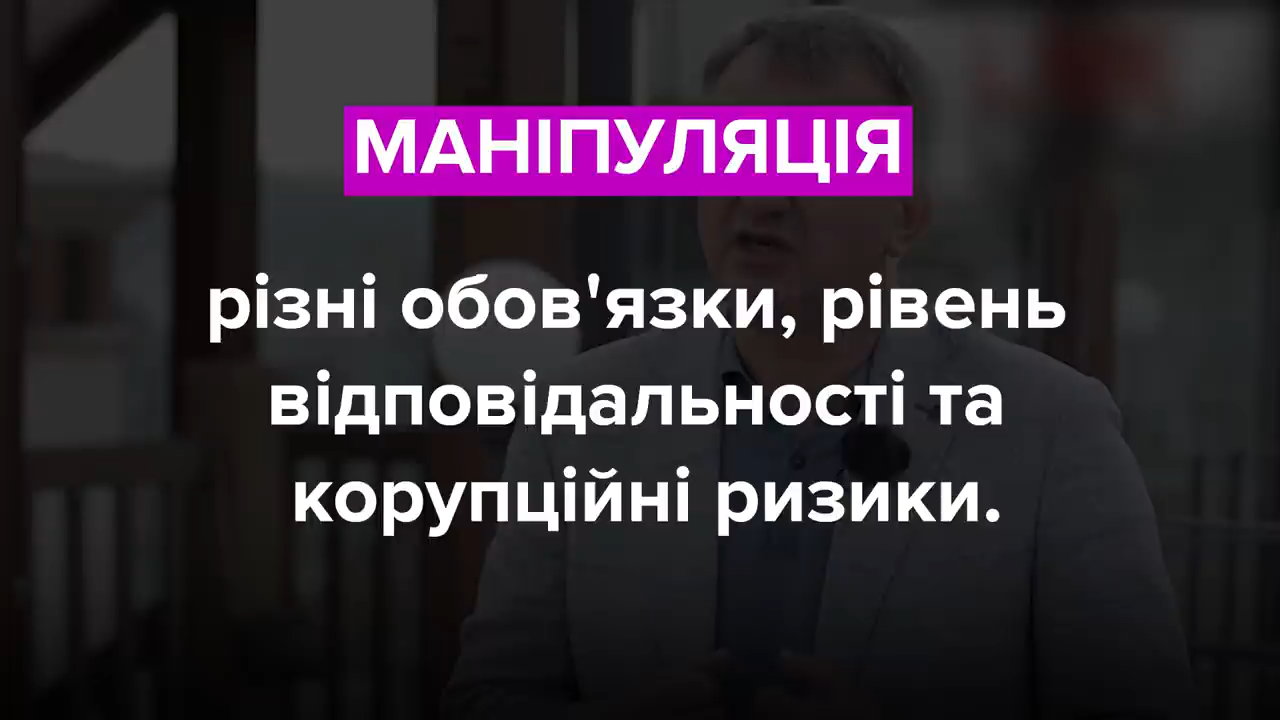 МАНІПУЛЯЦІЯ
різні обов'язки, рівень
відповідальності та
корупційні ризики.